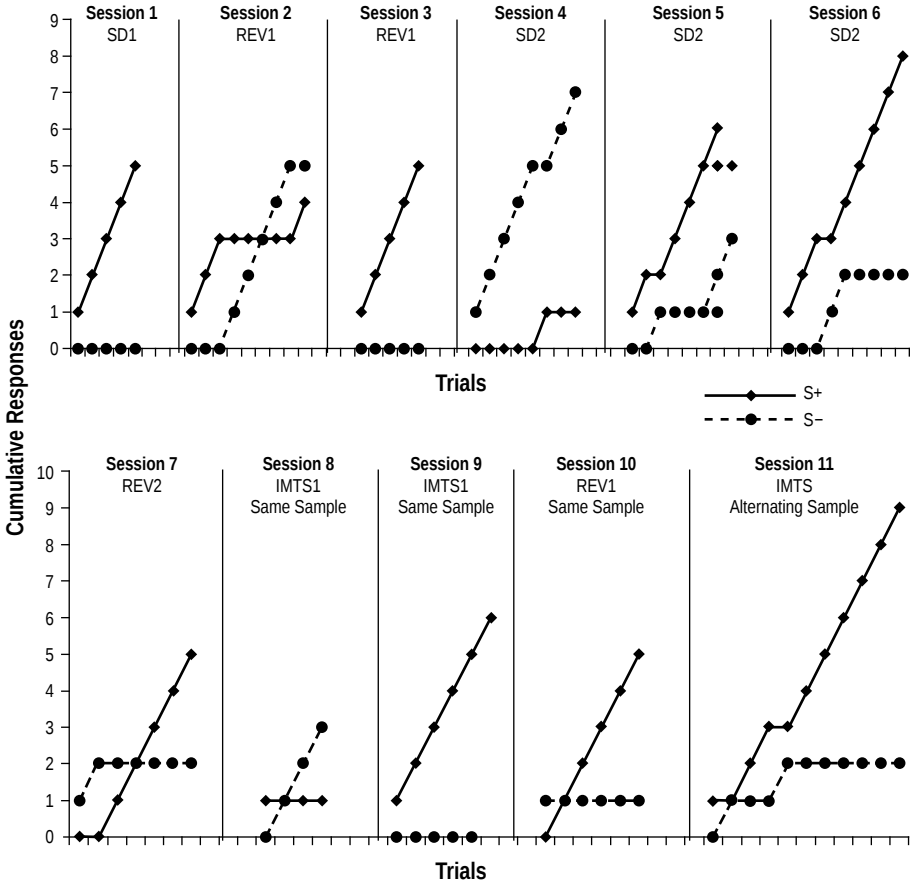 Session 1
SD1
Session 2
REV1
Session 3
REV1
Session 4
SD2
Session 5
SD2
Session 6
SD2
9
8
7
6
5
4
3
2
1
0
Trials
S+
S−
Cumulative Responses
Session 7
REV2
Session 8
IMTS1
Same Sample
Session 9
IMTS1
Same Sample
Session 10
REV1
Same Sample
Session 11
IMTS
Alternating Sample
10
9
8
7
6
5
4
3
2
1
0
Trials